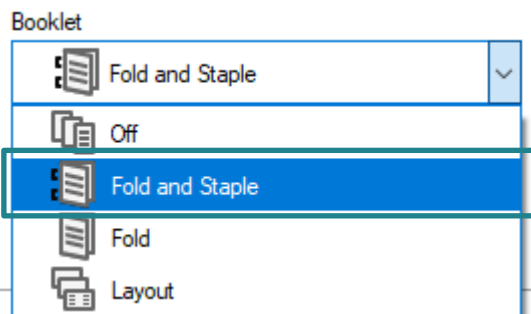 Booklet
Fold and Staple
Off
Fold and Staple
Fold
Layout